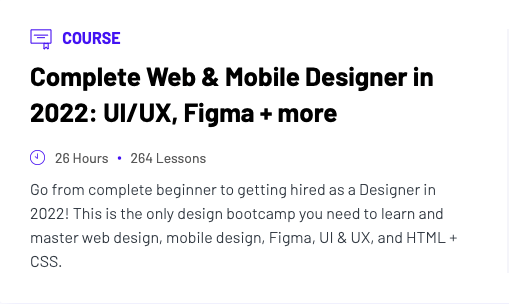 COURSE
Complete Web & Mobile Designer in
2022: UI/UX, Figma + more
26 Hours • 264 Lessons
Go from complete beginner to getting hired as a Designer in
2022! This is the only design bootcamp you need to learn and
master web design, mobile design, Figma, UI & UX, and HTML +
CSS.